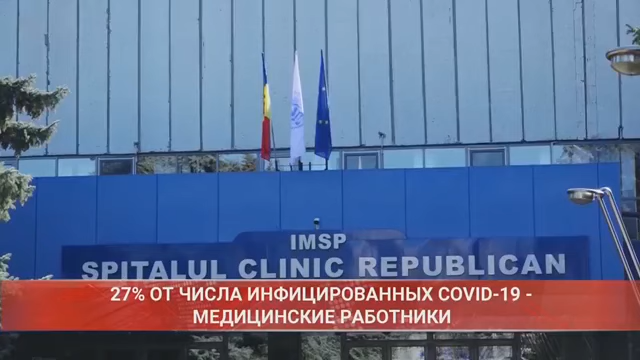 IMSP
SPITALUL CLINIC REPUBLICAN
27% ОТ ЧИСЛА ИНФИЦИРОВАННЫХ COVID-19 -
МЕДИЦИНСКИЕ РАБОТНИКИ